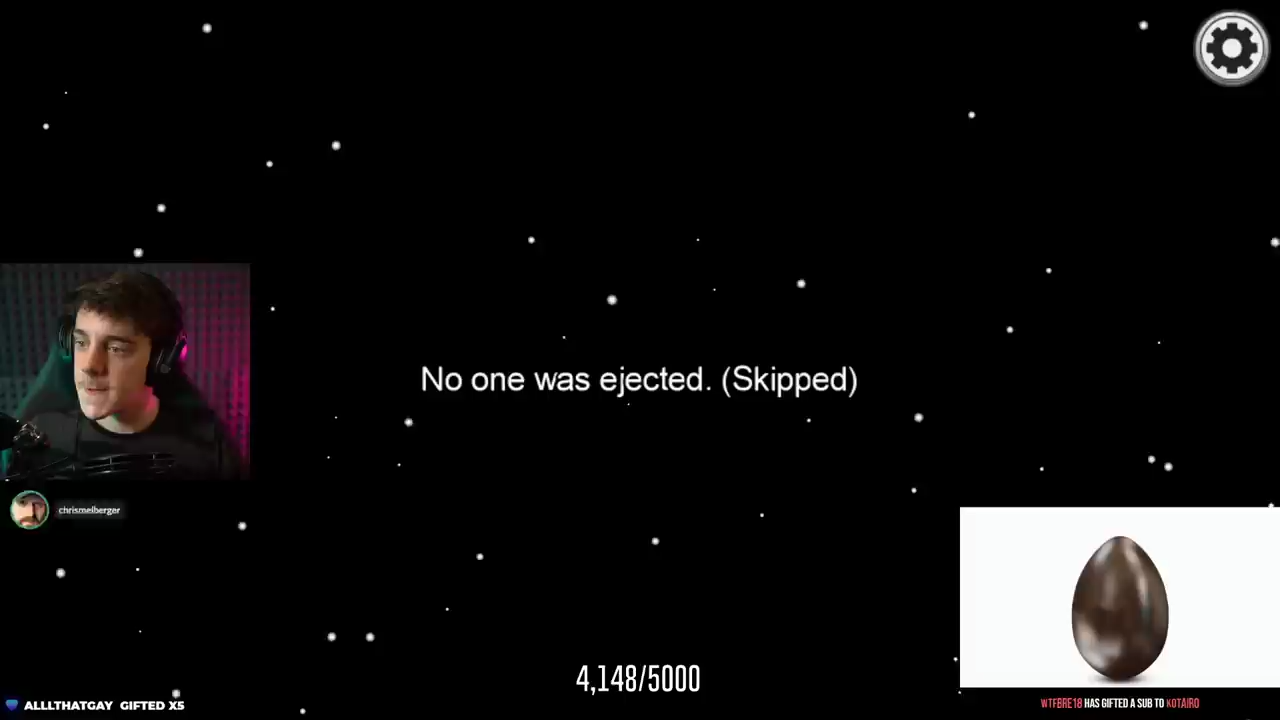 No one was ejected. (Skipped)
chrismelberger
4,148/5000
ALLLTHATGAY GIFTED X5
WTFBRE18 HAS GIFTED A SUB TO KOTAIRO